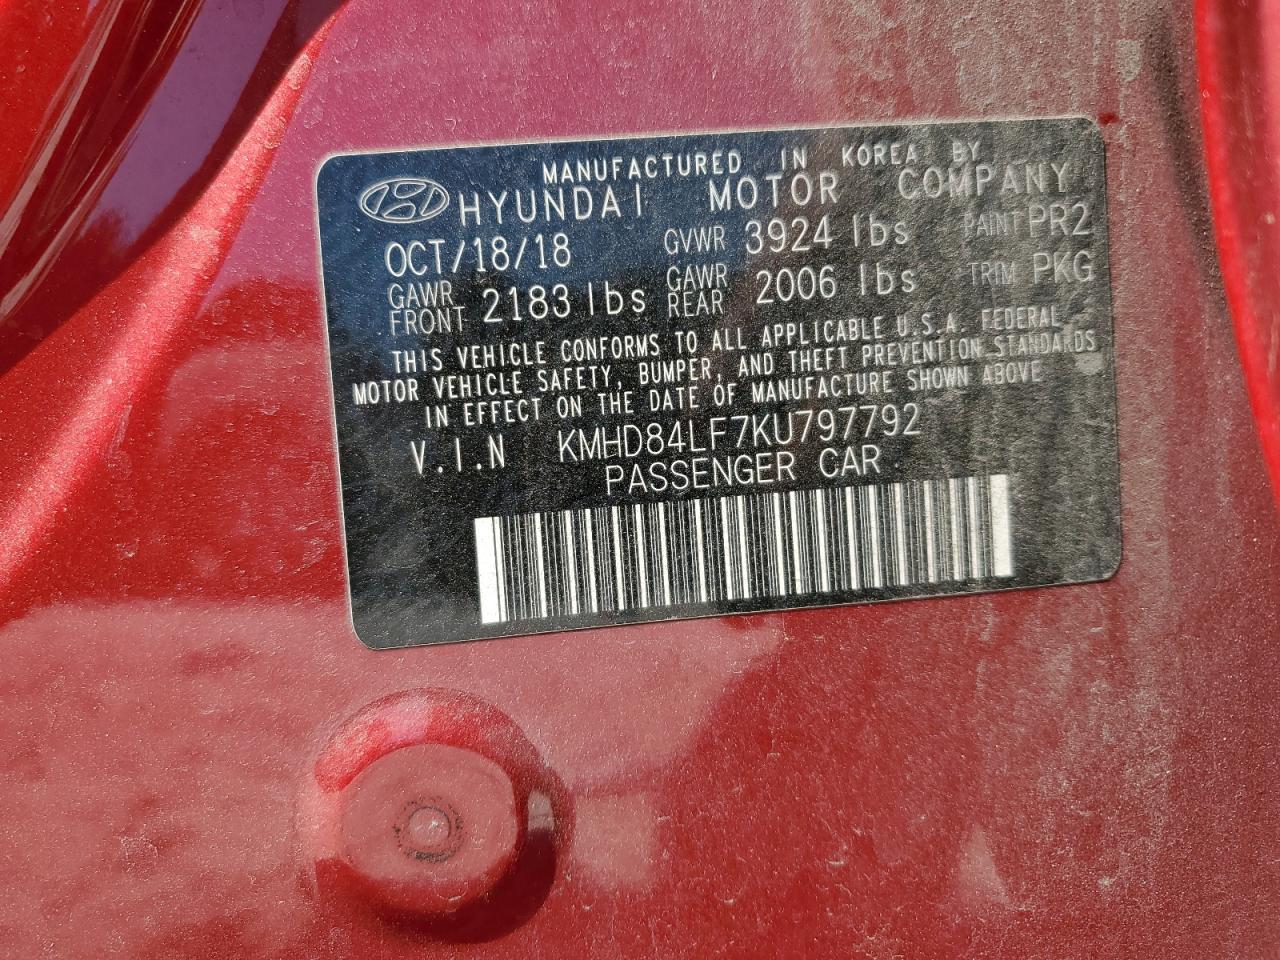 MANUFACTURED IN KOREA BY
HYUNDAI MOTOR COMPANY
OCT/18/18 GVWR 3924 lbs PAINT PR2
GAWR FRONT 2183 lbs GAWR REAR 2006 lbs TRIM PKG
THIS VEHICLE CONFORMS TO ALL APPLICABLE U.S.A. FEDERAL
MOTOR VEHICLE SAFETY, BUMPER, AND THEFT PREVENTION STANDARDS
IN EFFECT ON THE DATE OF MANUFACTURE SHOWN ABOVE
V.I.N KMHD84LF7KU797792
PASSENGER CAR